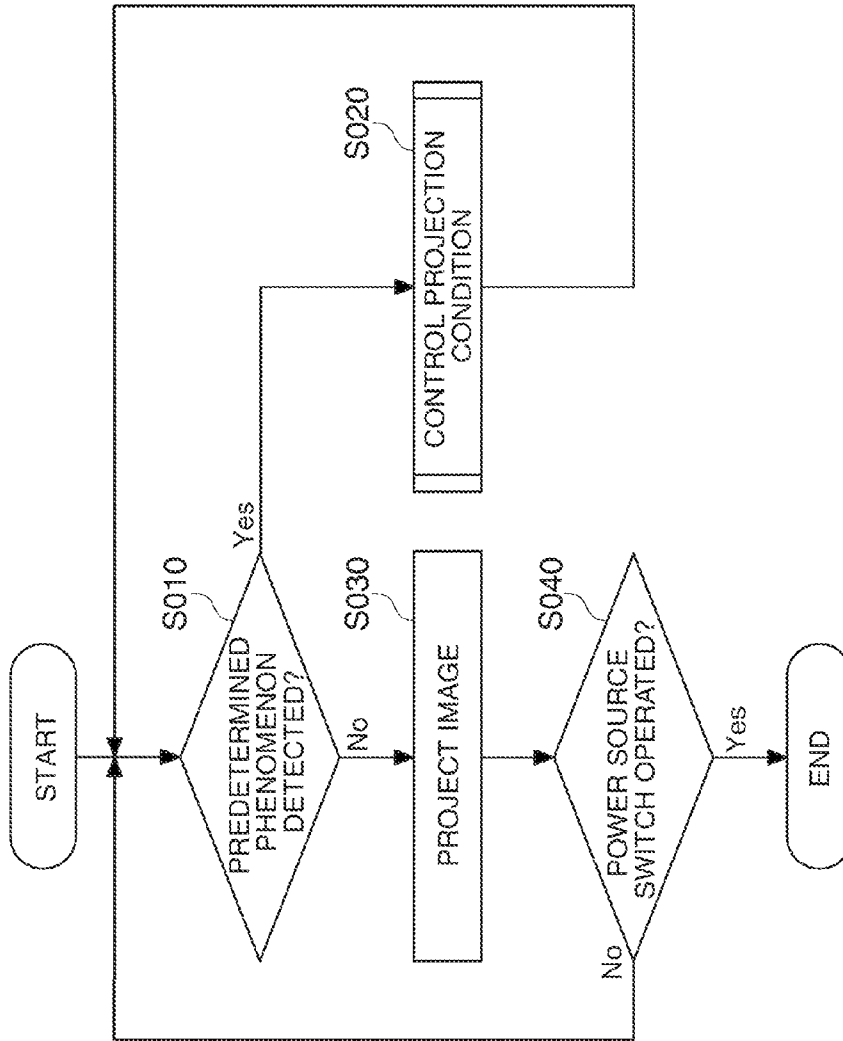 START
S010
PREDETERMINED
PHENOMENON
DETECTED?
Yes
No
S020
CONTROL PROJECTION
CONDITION
S030
PROJECT IMAGE
S040
POWER SOURCE
SWITCH OPERATED?
No
Yes
END